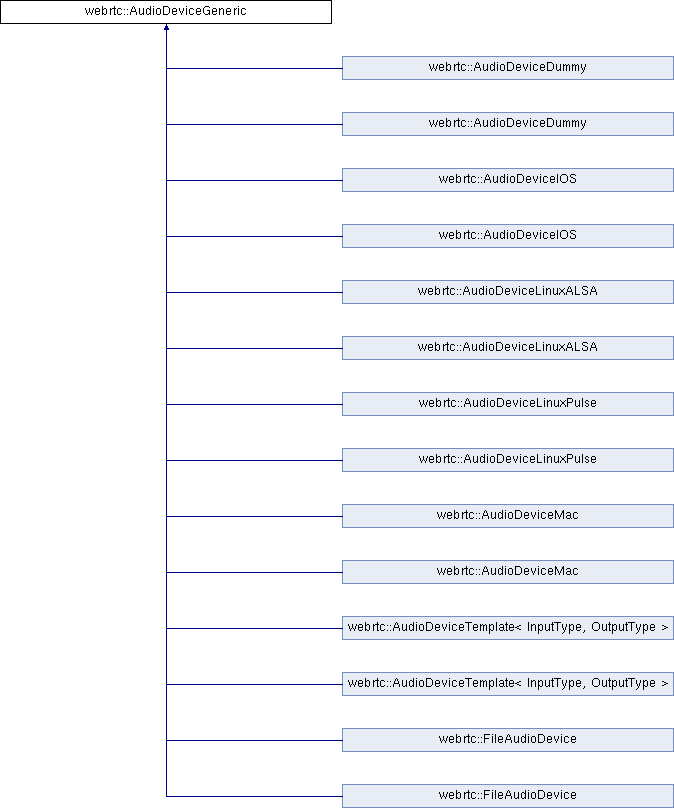 webrtc::AudioDeviceGeneric
webrtc::AudioDeviceDummy
webrtc::AudioDeviceDummy
webrtc::AudioDeviceIOS
webrtc::AudioDeviceIOS
webrtc::AudioDeviceLinuxALSA
webrtc::AudioDeviceLinuxALSA
webrtc::AudioDeviceLinuxPulse
webrtc::AudioDeviceLinuxPulse
webrtc::AudioDeviceMac
webrtc::AudioDeviceMac
webrtc::AudioDeviceTemplate< InputType, OutputType >
webrtc::AudioDeviceTemplate< InputType, OutputType >
webrtc::FileAudioDevice
webrtc::FileAudioDevice